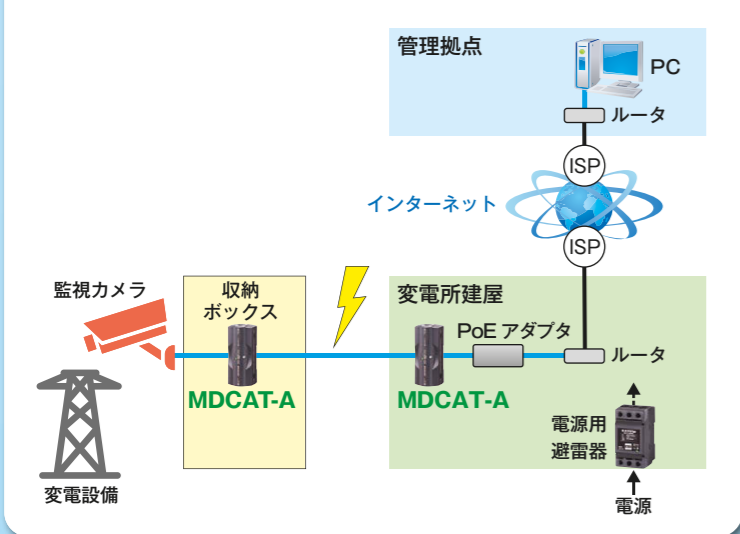 管理拠点
PC
ルータ
ISP
インターネット
ISP
監視カメラ
収納
ボックス
変電所建屋
PoE アダプタ
ルータ
MDCAT-A
MDCAT-A
電源用
避雷器
変電設備
電源